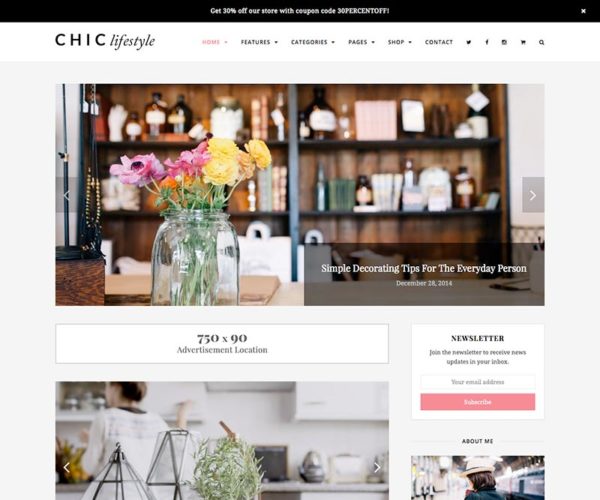 Get 30% off our store with coupon code 30PERCENTOFF!
CHIC lifestyle
HOME FEATURES CATEGORIES PAGES SHOP CONTACT
Simple Decorating Tips For The Everyday Person
December 28, 2014
750 x 90
Advertisement Location
NEWSLETTER
Join the newsletter to receive news
updates in your inbox.
Your email address
Subscribe
ABOUT ME